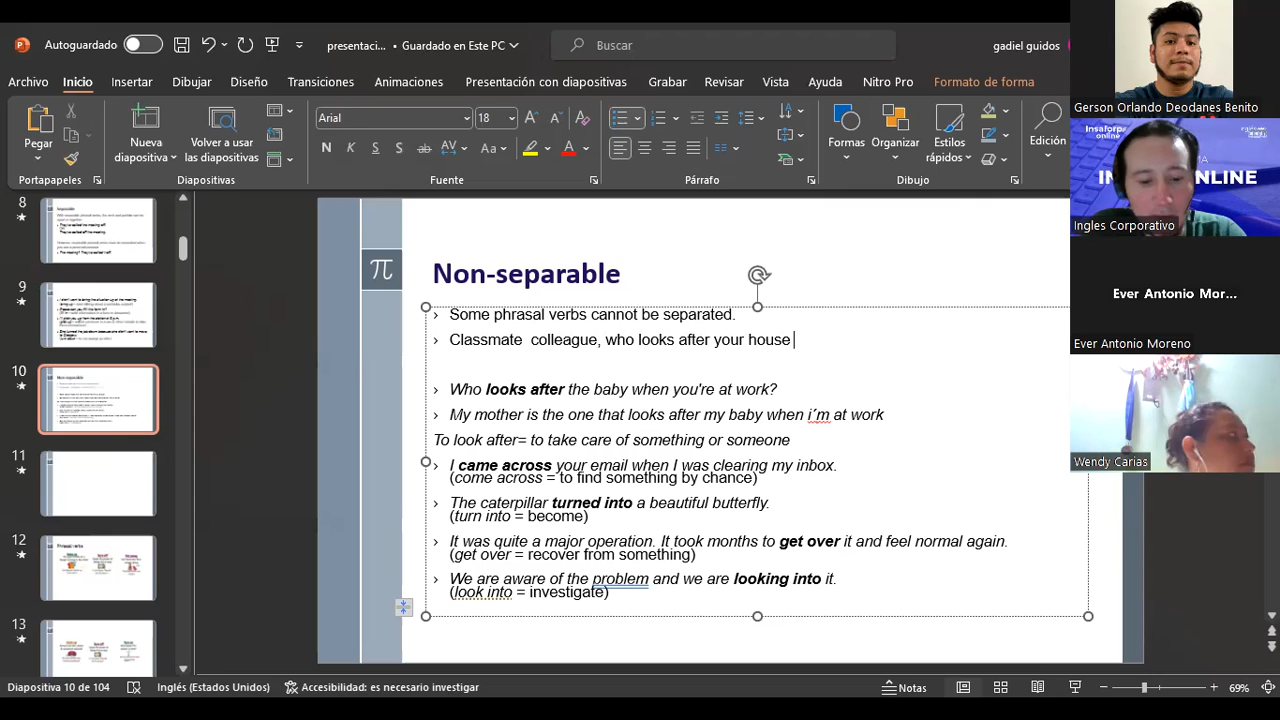 Autoguardado
presentaci... • Guardado en Este PC
Buscar
gadiel guidos
Archivo Inicio Insertar Dibujar Diseño Transiciones Animaciones Presentación con diapositivas Grabar Revisar Vista Ayuda Nitro Pro Formato de forma
Pegar
Nueva diapositiva
Volver a usar las diapositivas
Arial 18
N K S S ab AV Aa A
Formas Organizar Estilos rápidos Edición
Portapapeles Diapositivas Fuente Párrafo Dibujo
8
9
10
11
12
13
π
Non-separable
› Some phrasal verbs cannot be separated.
› Classmate colleague, who looks after your house
› Who looks after the baby when you're at work?
› My mother is the one that looks after my baby when i'm at work
To look after= to take care of something or someone
› I came across your email when I was clearing my inbox.
(come across = to find something by chance)
› The caterpillar turned into a beautiful butterfly.
(turn into = become)
› It was quite a major operation. It took months to get over it and feel normal again.
(get over = recover from something)
› We are aware of the problem and we are looking into it.
(look into = investigate)
Gerson Orlando Deodanes Benito
Ingles Corporativo
Ever Antonio Mor...
Ever Antonio Moreno
Wendy Carias
Diapositiva 10 de 104
Inglés (Estados Unidos)
Accesibilidad: es necesario investigar
Notas
69%